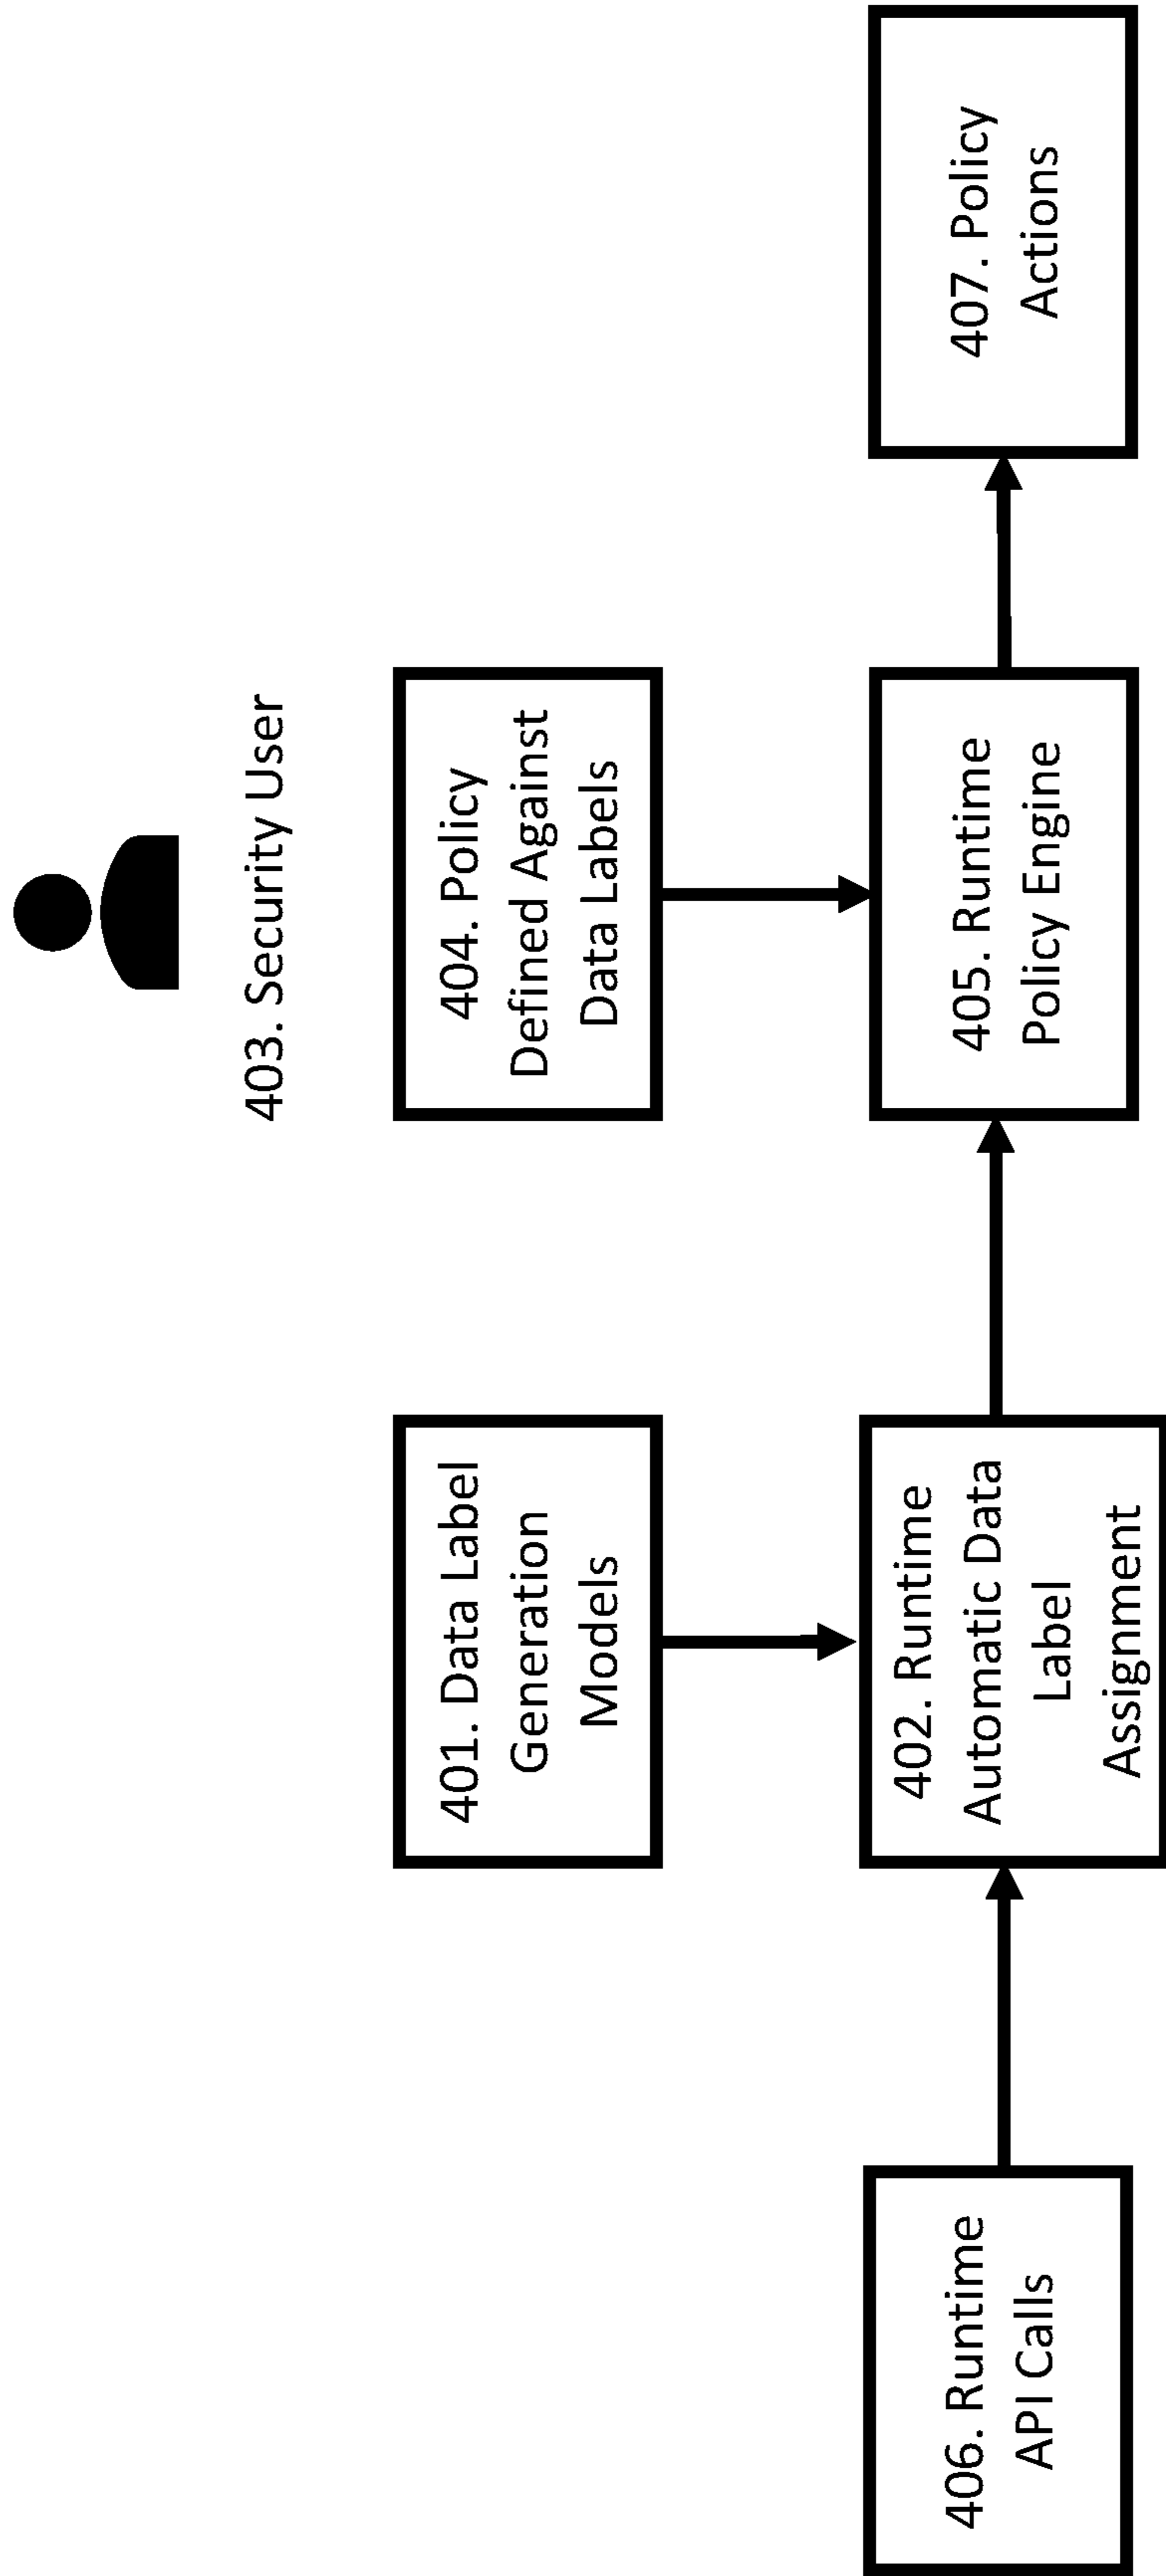 403. Security User
401. Data Label
Generation
Models
404. Policy
Defined Against
Data Labels
406. Runtime
API Calls
402. Runtime
Automatic Data
Label
Assignment
405. Runtime
Policy Engine
407. Policy
Actions